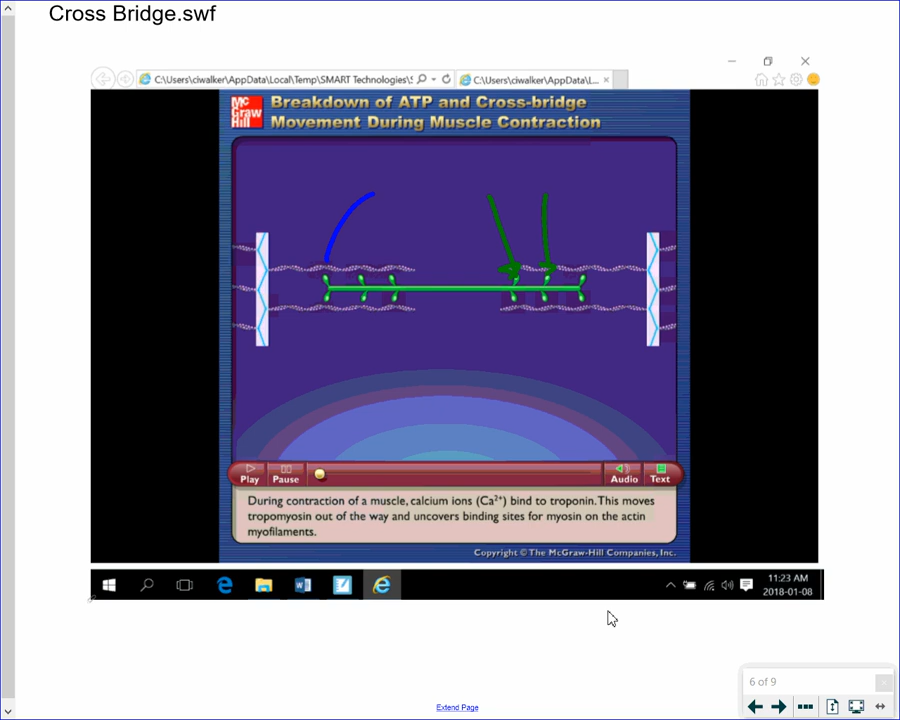 Cross Bridge.swf
C:\Users\ciwalker\AppData\Local\Temp\SMART Technologies\S
C:\Users\ciwalker\AppData\L...
Mc
Graw
Hill
Breakdown of ATP and Cross-bridge
Movement During Muscle Contraction
Play
Pause
Audio
Text
During contraction of a muscle, calcium ions (Ca²⁺) bind to troponin. This moves
tropomyosin out of the way and uncovers binding sites for myosin on the actin
myofilaments.
Copyright © The McGraw-Hill Companies, Inc.
11:23 AM
2018-01-08
6 of 9
Extend Page